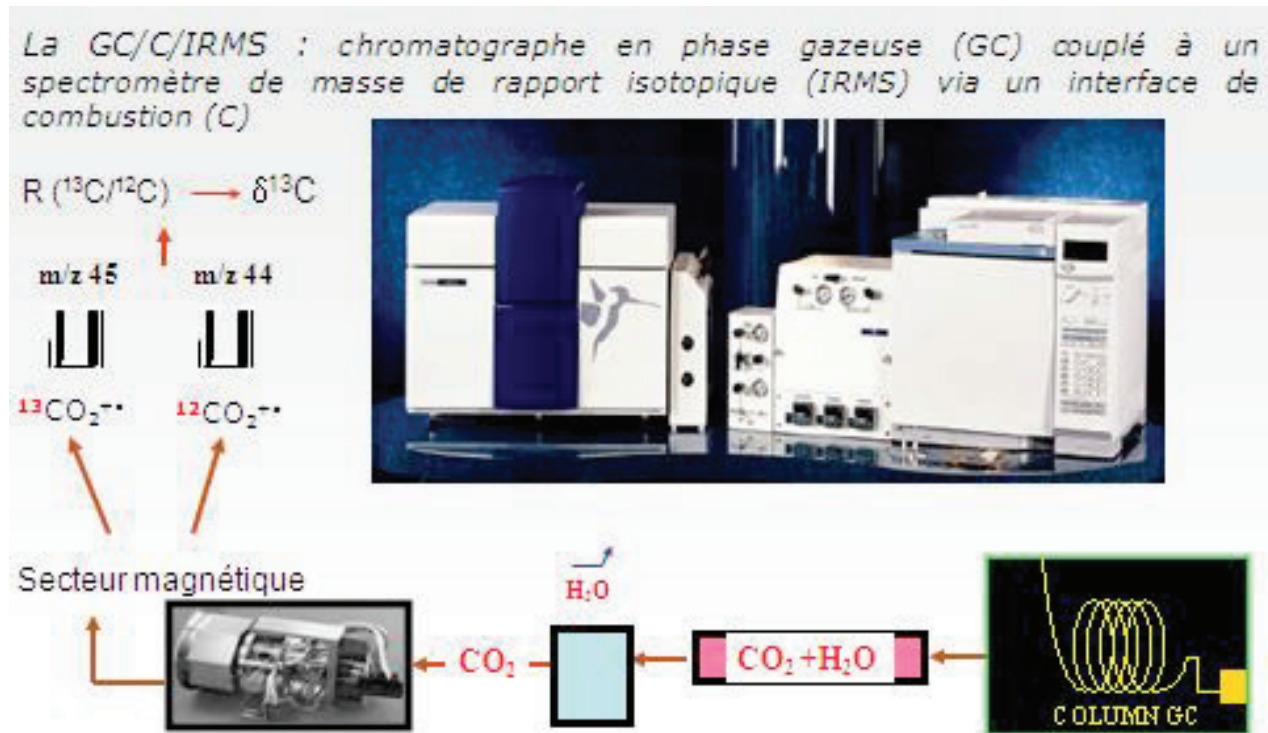 La GC/C/IRMS : chromatographe en phase gazeuse (GC) couplé à un
spectromètre de masse de rapport isotopique (IRMS) via un interface de
combustion (C)
R (¹³C/¹²C) → δ¹³C
m/z 45 m/z 44
¹³CO₂⁺• ¹²CO₂⁺•
Secteur magnétique
H₂O
CO₂
CO₂ +H₂O
COLUMN GC